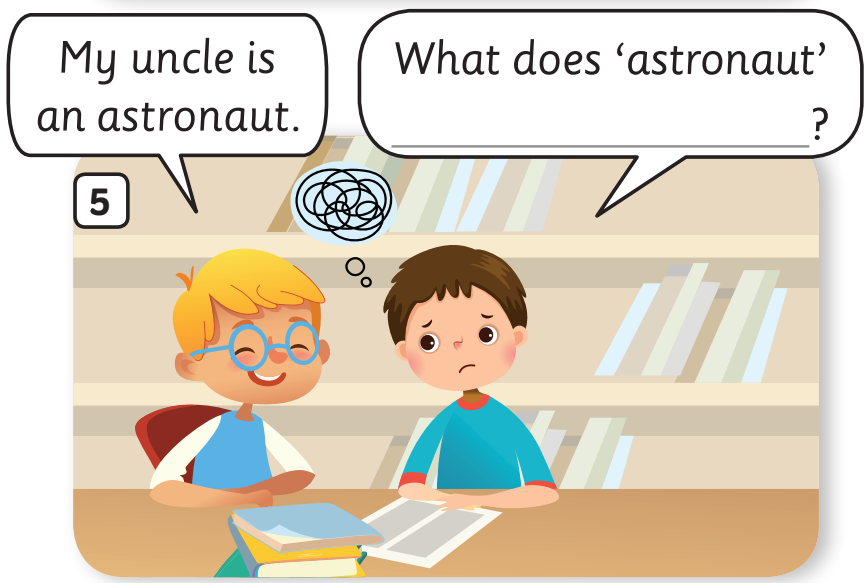 My uncle is
an astronaut.
What does ‘astronaut’
?
5